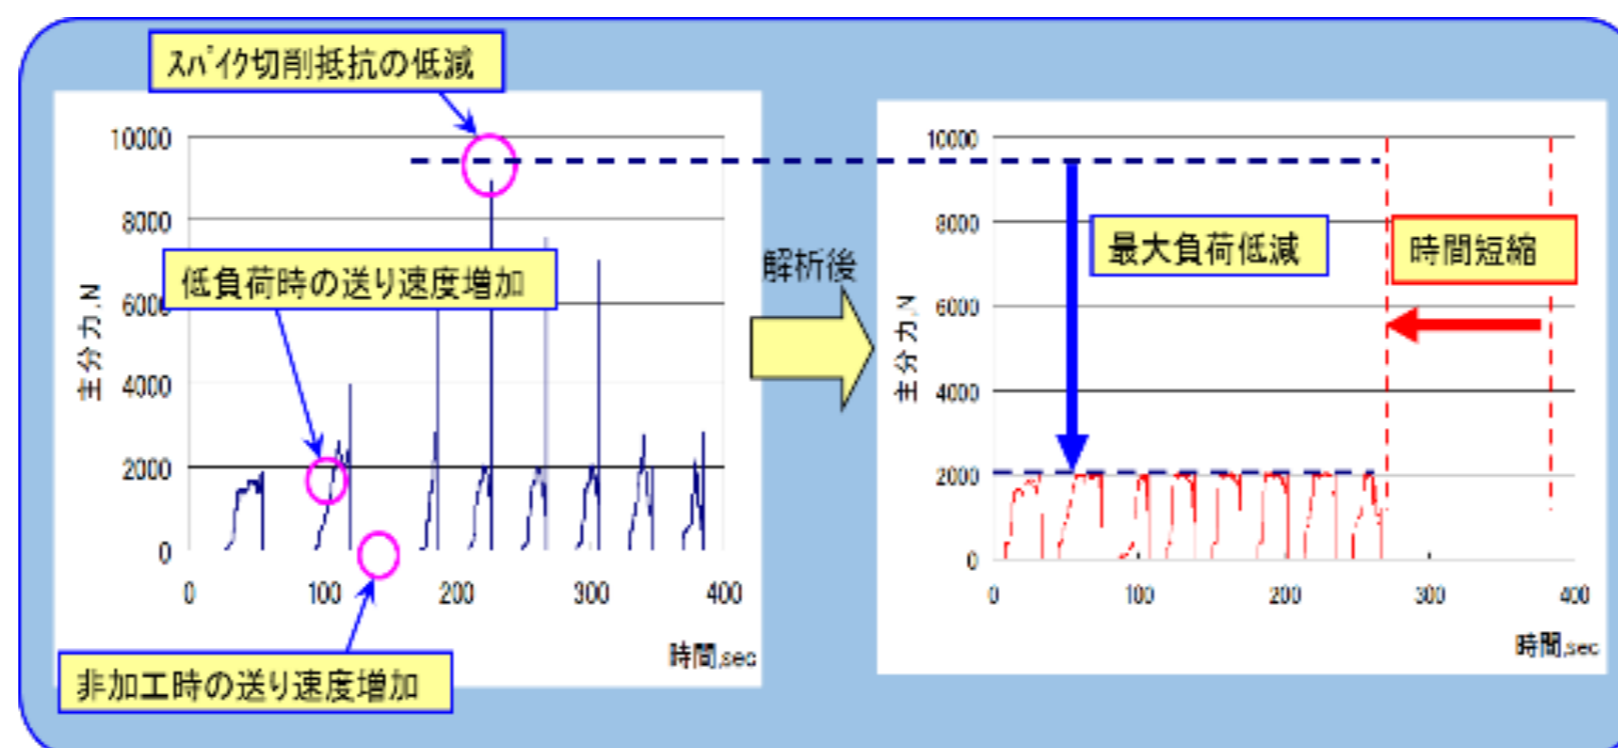 スパイク切削抵抗の低減
10000
8000
低負荷時の送り速度増加
6000
主分力,N
4000
2000
0
0 100 200 300 400
時間,sec
非加工時の送り速度増加
解析後
10000
8000
最大負荷低減
時間短縮
6000
主分力,N
4000
2000
0
0 100 200 300 400
時間,sec